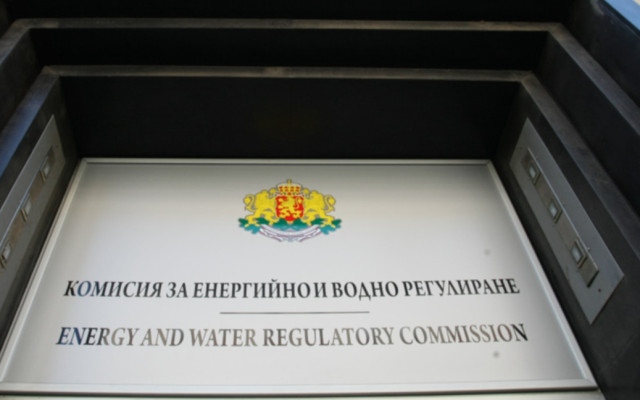 КОМИСИЯ ЗА ЕНЕРГИЙНО И ВОДНО РЕГУЛИРАНЕ
ENERGY AND WATER REGULATORY COMMISSION